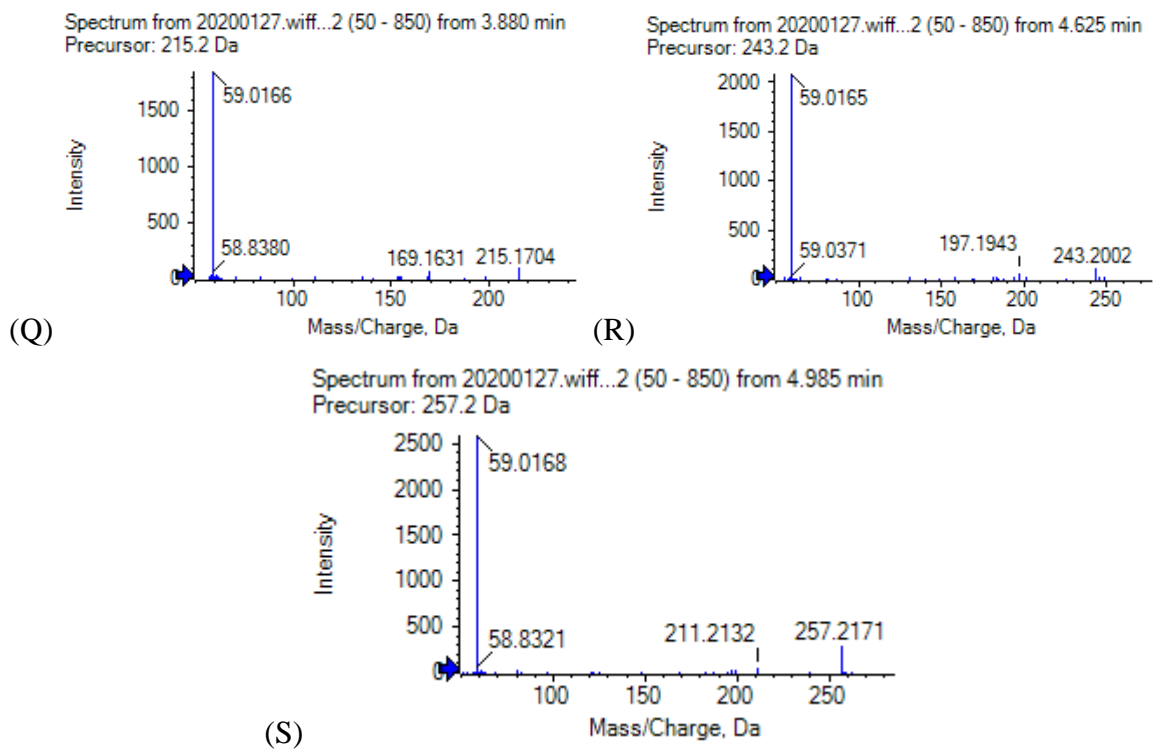 Spectrum from 20200127.wiff...2 (50 - 850) from 3.880 min
Precursor: 215.2 Da
1500
1000
500
0
59.0166
58.8380
169.1631
215.1704
100
150
200
Intensity
Mass/Charge, Da
(Q)
Spectrum from 20200127.wiff...2 (50 - 850) from 4.625 min
Precursor: 243.2 Da
2000
1500
1000
500
0
59.0165
59.0371
197.1943
243.2002
100
150
200
250
Intensity
Mass/Charge, Da
(R)
Spectrum from 20200127.wiff...2 (50 - 850) from 4.985 min
Precursor: 257.2 Da
2500
2000
1500
1000
500
0
59.0168
58.8321
211.2132
257.2171
100
150
200
250
Intensity
Mass/Charge, Da
(S)